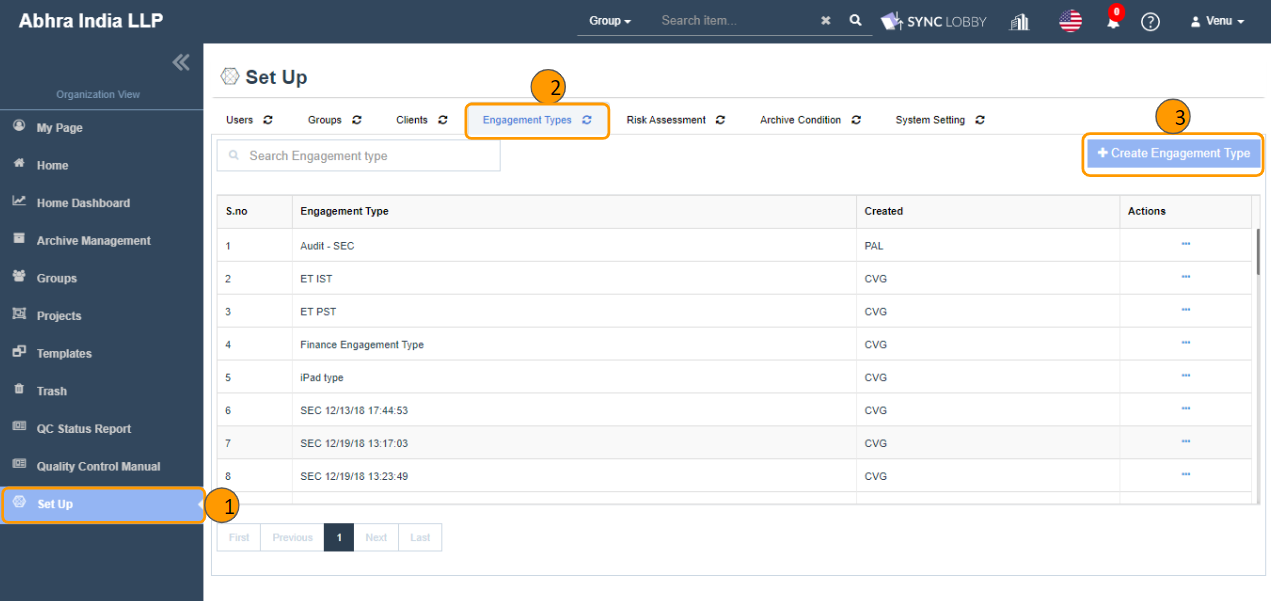 Abhra India LLP
Group Search item... SYNC LOBBY 0 Venu
Organization View
My Page
Home
Home Dashboard
Archive Management
Groups
Projects
Templates
Trash
QC Status Report
Quality Control Manual
Set Up
1
Set Up
2
3
Users Groups Clients Engagement Types Risk Assessment Archive Condition System Setting
Search Engagement type
Create Engagement Type
S.no Engagement Type Created Actions
1 Audit - SEC PAL
2 ET IST CVG
3 ET PST CVG
4 Finance Engagement Type CVG
5 iPad type CVG
6 SEC 12/13/18 17:44:53 CVG
7 SEC 12/19/18 13:17:03 CVG
8 SEC 12/19/18 13:23:49 CVG
First Previous 1 Next Last